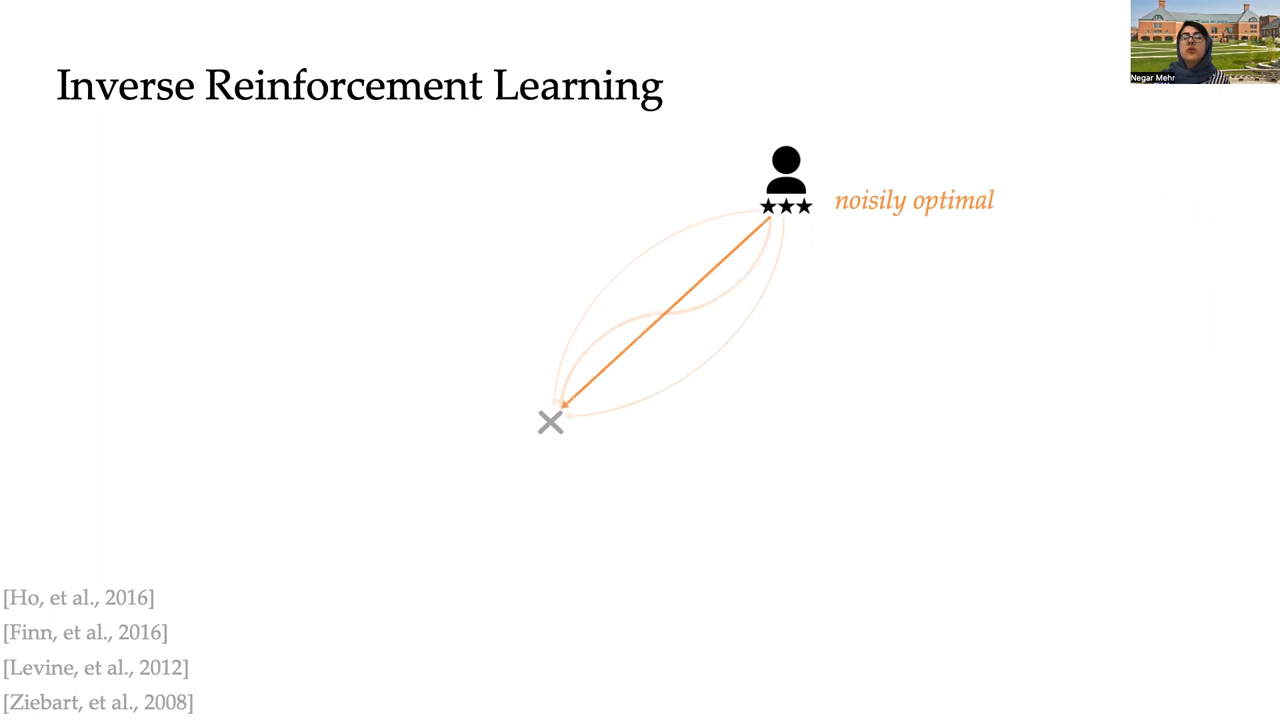 Inverse Reinforcement Learning
Negar Mehr
noisily optimal
[Ho, et al., 2016]
[Finn, et al., 2016]
[Levine, et al., 2012]
[Ziebart, et al., 2008]